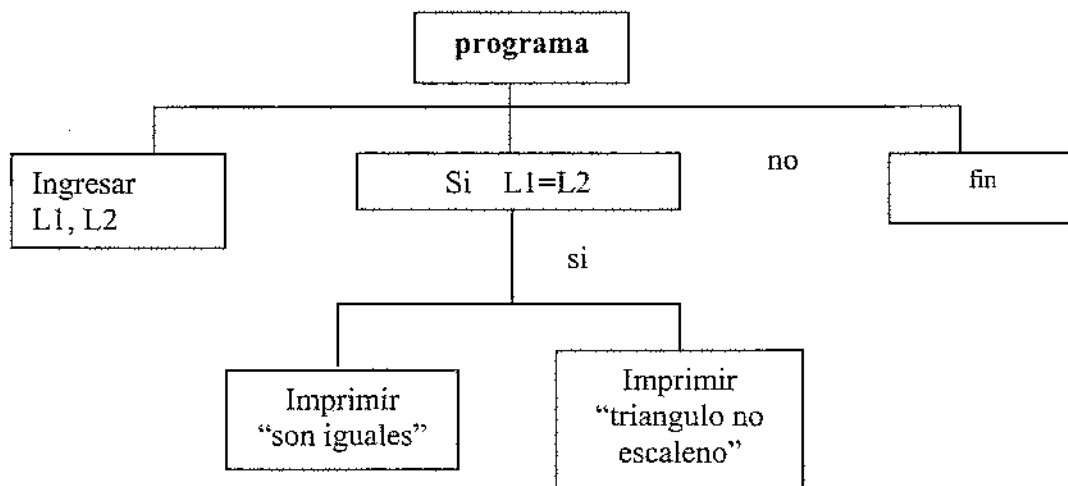 programa
Ingresar
L1, L2
Si L1=L2
no
fin
si
Imprimir
“son iguales”
Imprimir
“triangulo no
escaleno”